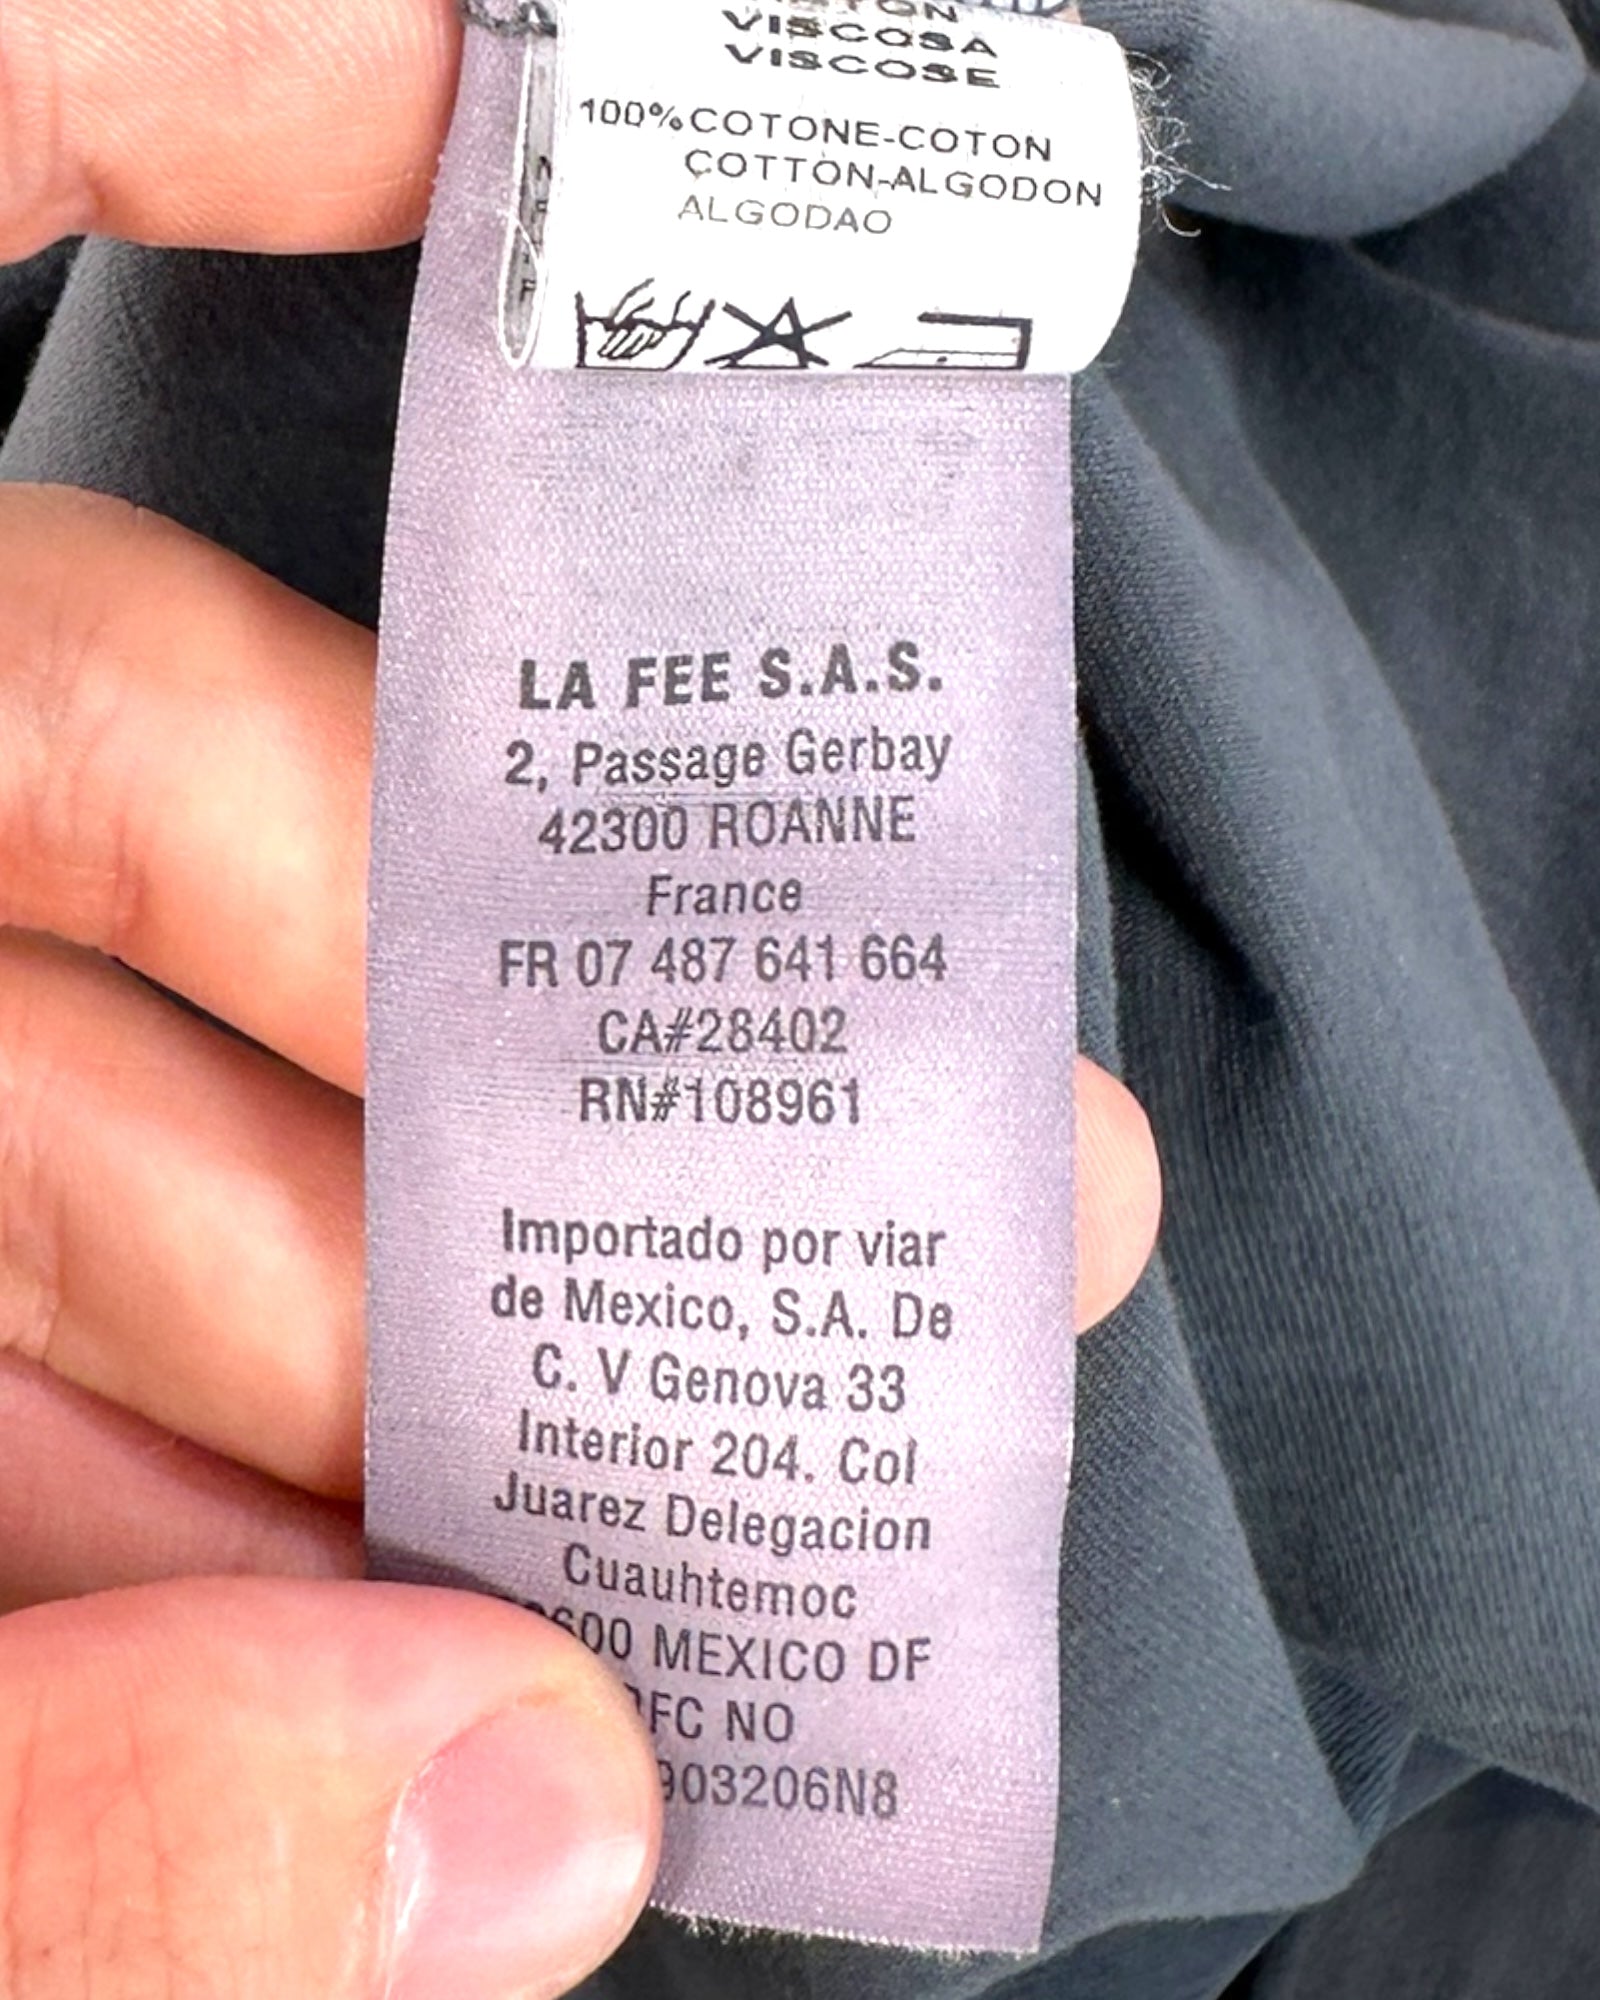 VISCOSA
VISCOSE
100% COTONE-COTON
COTTON-ALGODON
ALGODAO
LA FEE S.A.S.
2, Passage Gerbay
42300 ROANNE
France
FR 07 487 641 664
CA#28402
RN#108961
Importado por viar
de Mexico, S.A. De
C. V Genova 33
Interior 204. Col
Juarez Delegacion
Cuauhtemoc
MEXICO DF
NO